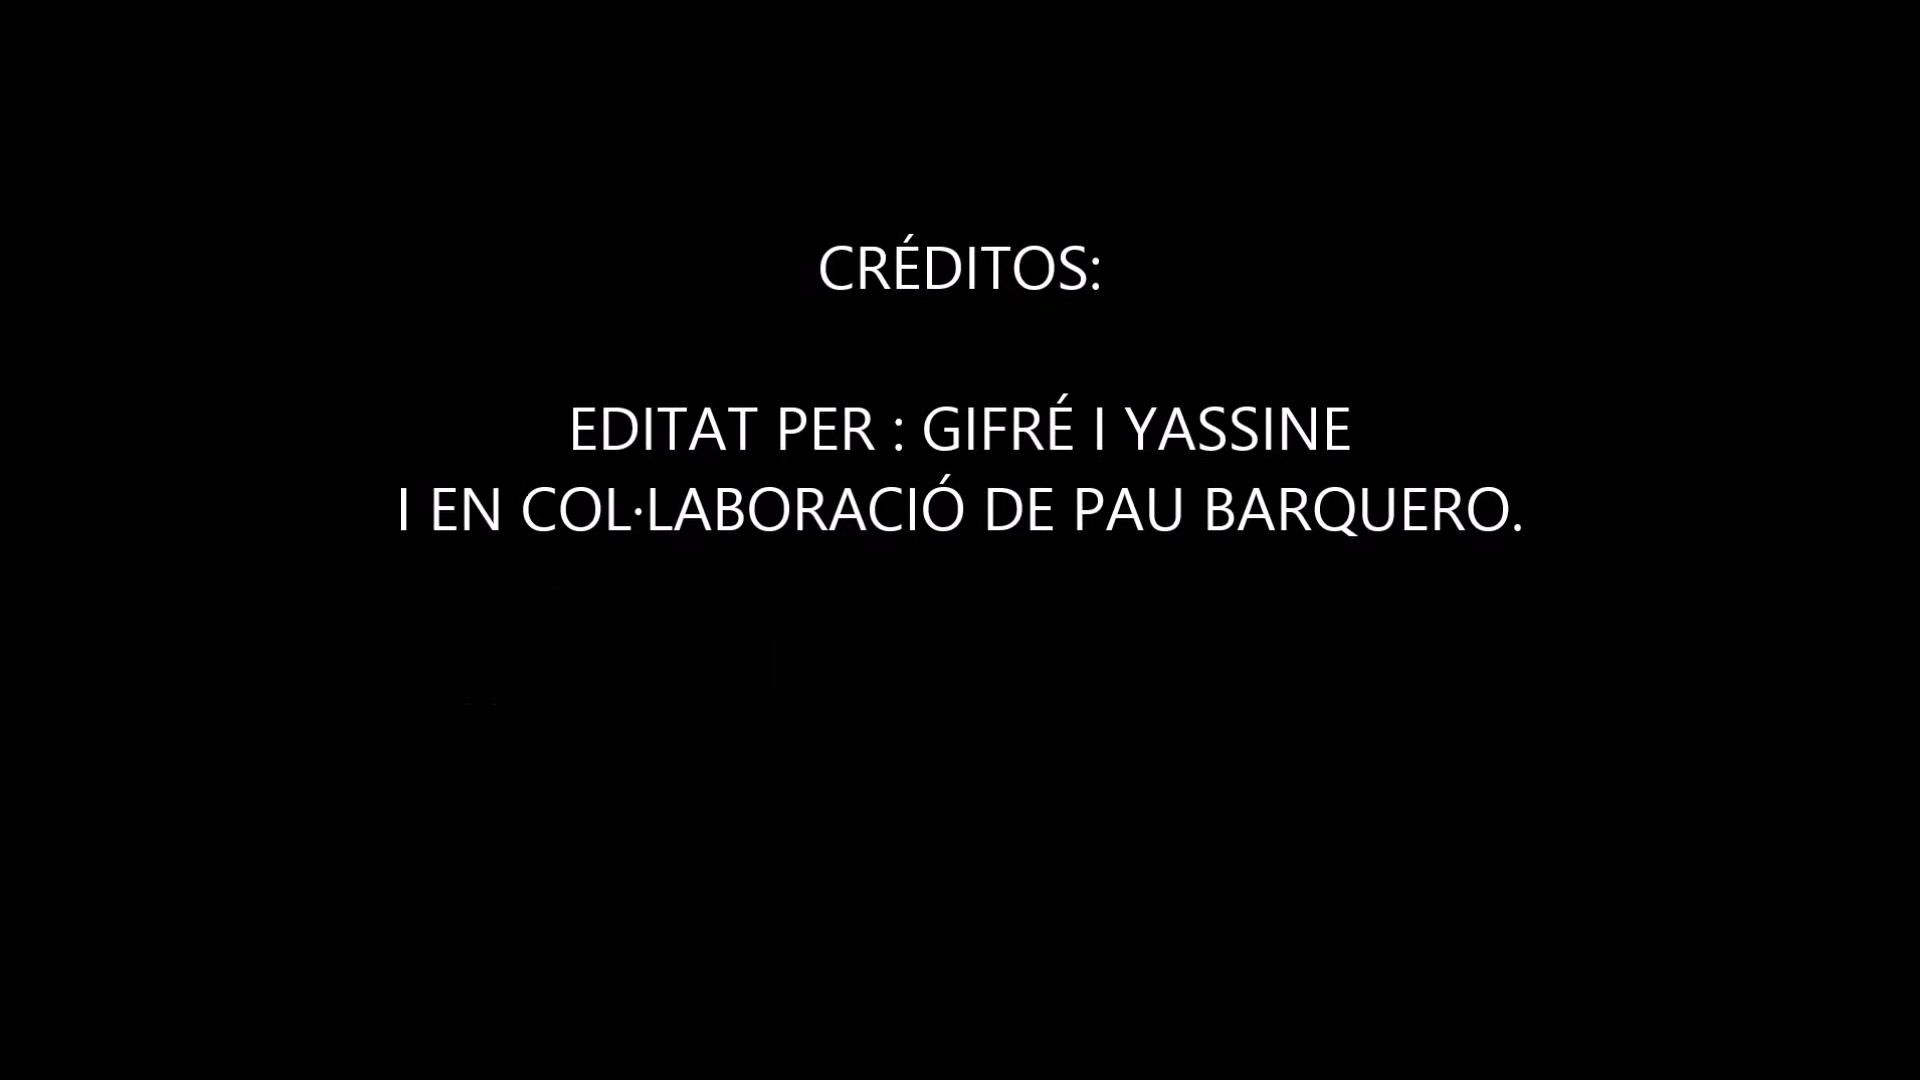 CRÉDITOS:
EDITAT PER : GIFRÉ I YASSINE
I EN COL·LABORACIÓ DE PAU BARQUERO.